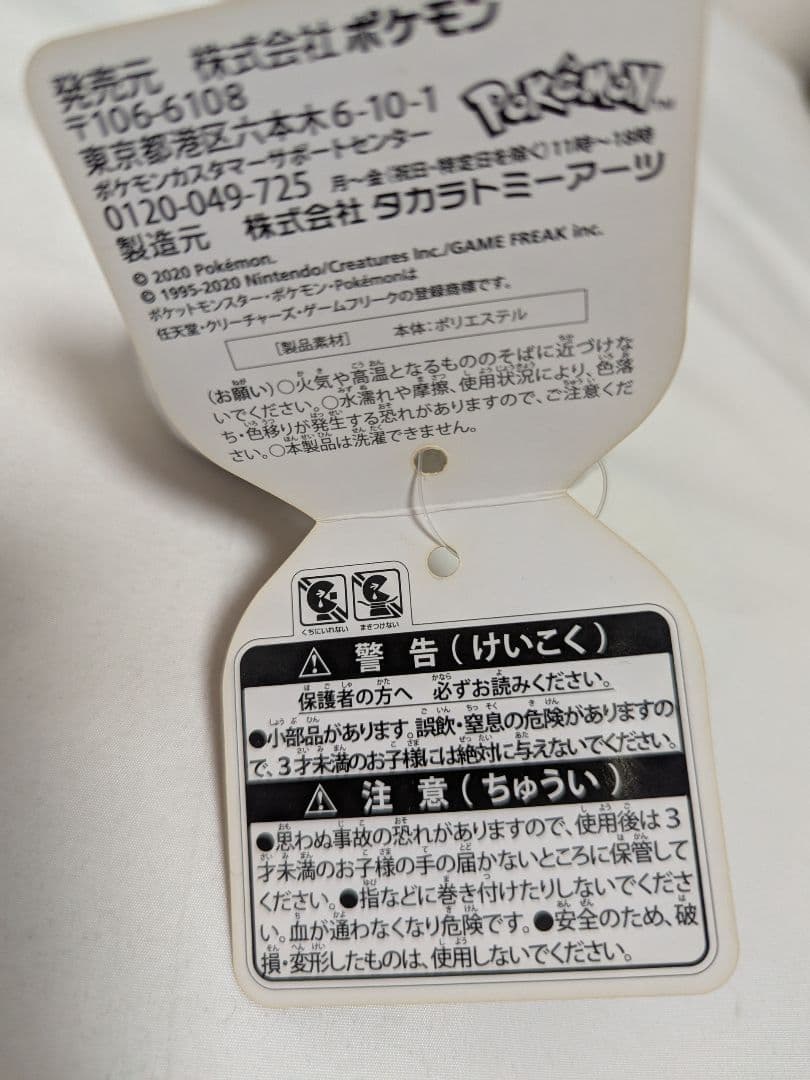 発売元 株式会社 ポケモン
〒106-6108
東京都港区六本木6-10-1
POKéMON™
ポケモンカスタマーサポートセンター
0120-049-725 月～金(祝日・特定日を除く)11時～18時
製造元 株式会社 タカラトミーアーツ
© 2020 Pokémon.
© 1995-2020 Nintendo/Creatures Inc./GAME FREAK inc.
ポケットモンスター・ポケモン・Pokémonは
任天堂・クリーチャーズ・ゲームフリークの登録商標です。
[製品素材] 本体:ポリエステル
(お願い)○火気や高温となるもののそばに近づけな
いでください。○水濡れや摩擦、使用状況により、色落
ち・色移りが発生する恐れがありますので、ご注意くだ
さい。○本製品は洗濯できません。
くちにいれない まきつけない
⚠ 警告(けいこく)
保護者の方へ 必ずお読みください。
●小部品があります。誤飲・窒息の危険がありますの
で、3才未満のお子様には絶対に与えないでください。
⚠ 注意(ちゅうい)
●思わぬ事故の恐れがありますので、使用後は3
才未満のお子様の手の届かないところに保管して
ください。●指などに巻き付けたりしないでくださ
い。血が通わなくなり危険です。●安全のため、破
損・変形したものは、使用しないでください。